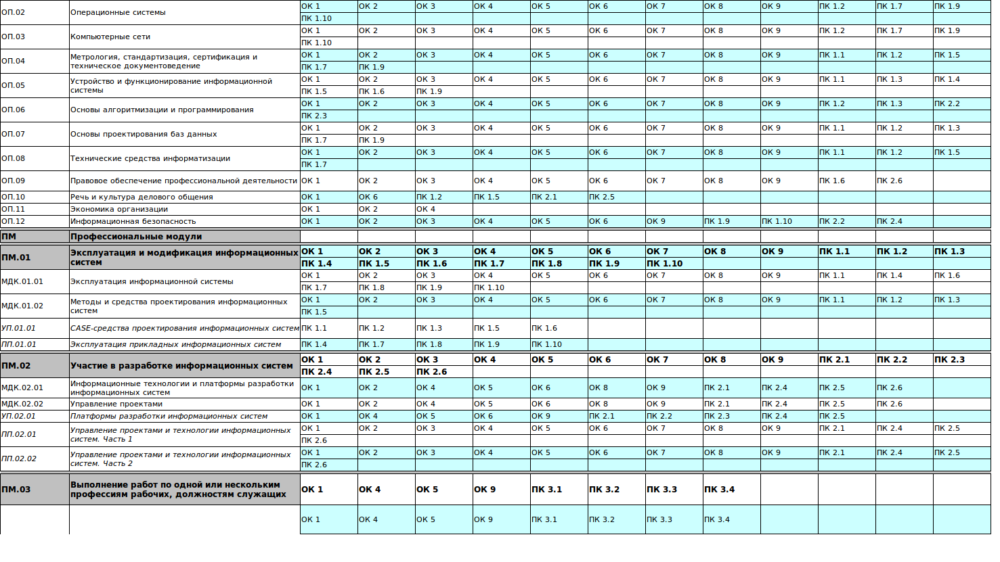 ОП.02 Операционные системы ОК 1 ОК 2 ОК 3 ОК 4 ОК 5 ОК 6 ОК 7 ОК 8 ОК 9 ПК 1.2 ПК 1.7 ПК 1.9
ПК 1.10
ОП.03 Компьютерные сети ОК 1 ОК 2 ОК 3 ОК 4 ОК 5 ОК 6 ОК 7 ОК 8 ОК 9 ПК 1.2 ПК 1.7 ПК 1.9
ПК 1.10
ОП.04 Метрология, стандартизация, сертификация и ОК 1 ОК 2 ОК 3 ОК 4 ОК 5 ОК 6 ОК 7 ОК 8 ОК 9 ПК 1.1 ПК 1.2 ПК 1.5
техническое документоведение ПК 1.7 ПК 1.9
ОП.05 Устройство и функционирование информационной ОК 1 ОК 2 ОК 3 ОК 4 ОК 5 ОК 6 ОК 7 ОК 8 ОК 9 ПК 1.1 ПК 1.3 ПК 1.4
системы ПК 1.5 ПК 1.6 ПК 1.9
ОП.06 Основы алгоритмизации и программирования ОК 1 ОК 2 ОК 3 ОК 4 ОК 5 ОК 6 ОК 7 ОК 8 ОК 9 ПК 1.2 ПК 1.3 ПК 2.2
ПК 2.3
ОП.07 Основы проектирования баз данных ОК 1 ОК 2 ОК 3 ОК 4 ОК 5 ОК 6 ОК 7 ОК 8 ОК 9 ПК 1.1 ПК 1.2 ПК 1.3
ПК 1.7 ПК 1.9
ОП.08 Технические средства информатизации ОК 1 ОК 2 ОК 3 ОК 4 ОК 5 ОК 6 ОК 7 ОК 8 ОК 9 ПК 1.1 ПК 1.2 ПК 1.5
ПК 1.7
ОП.09 Правовое обеспечение профессиональной деятельности ОК 1 ОК 2 ОК 3 ОК 4 ОК 5 ОК 6 ОК 7 ОК 8 ОК 9 ПК 1.6 ПК 2.6
ОП.10 Речь и культура делового общения ОК 1 ОК 6 ПК 1.2 ПК 1.5 ПК 2.1 ПК 2.5
ОП.11 Экономика организации ОК 1 ОК 2 ОК 4
ОП.12 Информационная безопасность ОК 1 ОК 2 ОК 3 ОК 4 ОК 5 ОК 6 ОК 9 ПК 1.9 ПК 1.10 ПК 2.2 ПК 2.4
ПМ Профессиональные модули
ПМ.01 Эксплуатация и модификация информационных ОК 1 ОК 2 ОК 3 ОК 4 ОК 5 ОК 6 ОК 7 ОК 8 ОК 9 ПК 1.1 ПК 1.2 ПК 1.3
систем ПК 1.4 ПК 1.5 ПК 1.6 ПК 1.7 ПК 1.8 ПК 1.9 ПК 1.10
МДК.01.01 Эксплуатация информационной системы ОК 1 ОК 2 ОК 3 ОК 4 ОК 5 ОК 6 ОК 7 ОК 8 ОК 9 ПК 1.1 ПК 1.4 ПК 1.6
ПК 1.7 ПК 1.8 ПК 1.9 ПК 1.10
МДК.01.02 Методы и средства проектирования информационных ОК 1 ОК 2 ОК 3 ОК 4 ОК 5 ОК 6 ОК 7 ОК 8 ОК 9 ПК 1.1 ПК 1.2 ПК 1.3
систем ПК 1.5
УП.01.01 CASE-средства проектирования информационных систем ПК 1.1 ПК 1.2 ПК 1.3 ПК 1.5 ПК 1.6
ПП.01.01 Эксплуатация прикладных информационных систем ПК 1.4 ПК 1.7 ПК 1.8 ПК 1.9 ПК 1.10
ПМ.02 Участие в разработке информационных систем ОК 1 ОК 2 ОК 3 ОК 4 ОК 5 ОК 6 ОК 7 ОК 8 ОК 9 ПК 2.1 ПК 2.2 ПК 2.3
ПК 2.4 ПК 2.5 ПК 2.6
МДК.02.01 Информационные технологии и платформы разработки
информационных систем ОК 1 ОК 2 ОК 4 ОК 5 ОК 6 ОК 8 ОК 9 ПК 2.1 ПК 2.4 ПК 2.5 ПК 2.6
МДК.02.02 Управление проектами ОК 1 ОК 2 ОК 4 ОК 5 ОК 6 ОК 8 ОК 9 ПК 2.1 ПК 2.4 ПК 2.5 ПК 2.6
УП.02.01 Платформы разработки информационных систем ОК 1 ОК 4 ОК 5 ОК 6 ОК 9 ПК 2.1 ПК 2.2 ПК 2.3 ПК 2.4 ПК 2.5
ПП.02.01 Управление проектами и технологии информационных ОК 1 ОК 2 ОК 3 ОК 4 ОК 5 ОК 6 ОК 7 ОК 8 ОК 9 ПК 2.1 ПК 2.4 ПК 2.5
систем. Часть 1 ПК 2.6
ПП.02.02 Управление проектами и технологии информационных ОК 1 ОК 2 ОК 3 ОК 4 ОК 5 ОК 6 ОК 7 ОК 8 ОК 9 ПК 2.1 ПК 2.4 ПК 2.5
систем. Часть 2 ПК 2.6
ПМ.03 Выполнение работ по одной или нескольким
профессиям рабочих, должностям служащих ОК 1 ОК 4 ОК 5 ОК 9 ПК 3.1 ПК 3.2 ПК 3.3 ПК 3.4
ОК 1 ОК 4 ОК 5 ОК 9 ПК 3.1 ПК 3.2 ПК 3.3 ПК 3.4